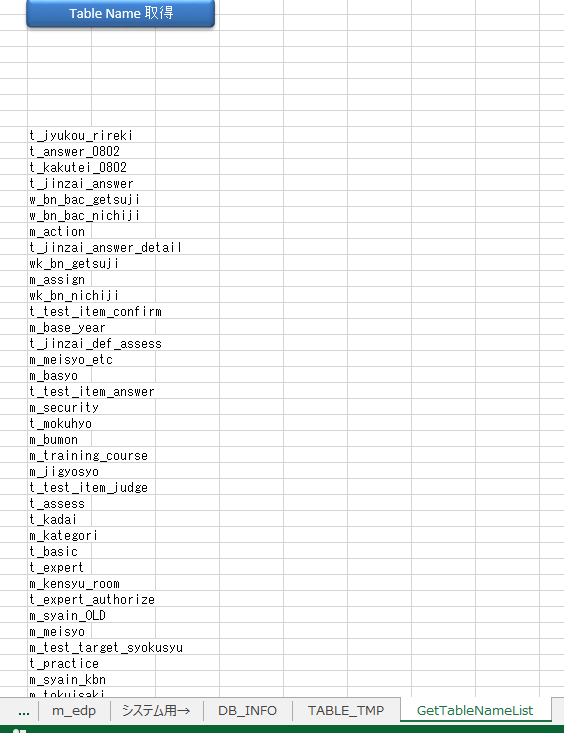 Table Name 取得
t_jyukou_rireki
t_answer_0802
t_kakutei_0802
t_jinzai_answer
w_bn_bac_getsuji
w_bn_bac_nichiji
m_action
t_jinzai_answer_detail
wk_bn_getsuji
m_assign
wk_bn_nichiji
t_test_item_confirm
m_base_year
t_jinzai_def_assess
m_meisyo_etc
m_basyo
t_test_item_answer
m_security
t_mokuhyo
m_bumon
m_training_course
m_jigyosyo
t_test_item_judge
t_assess
t_kadai
m_kategori
t_basic
t_expert
m_kensyu_room
t_expert_authorize
m_syain_OLD
m_meisyo
m_test_target_syokusyu
t_practice
m_syain_kbn
m_tokuisaki
... m_edp システム用→ DB_INFO TABLE_TMP GetTableNameList